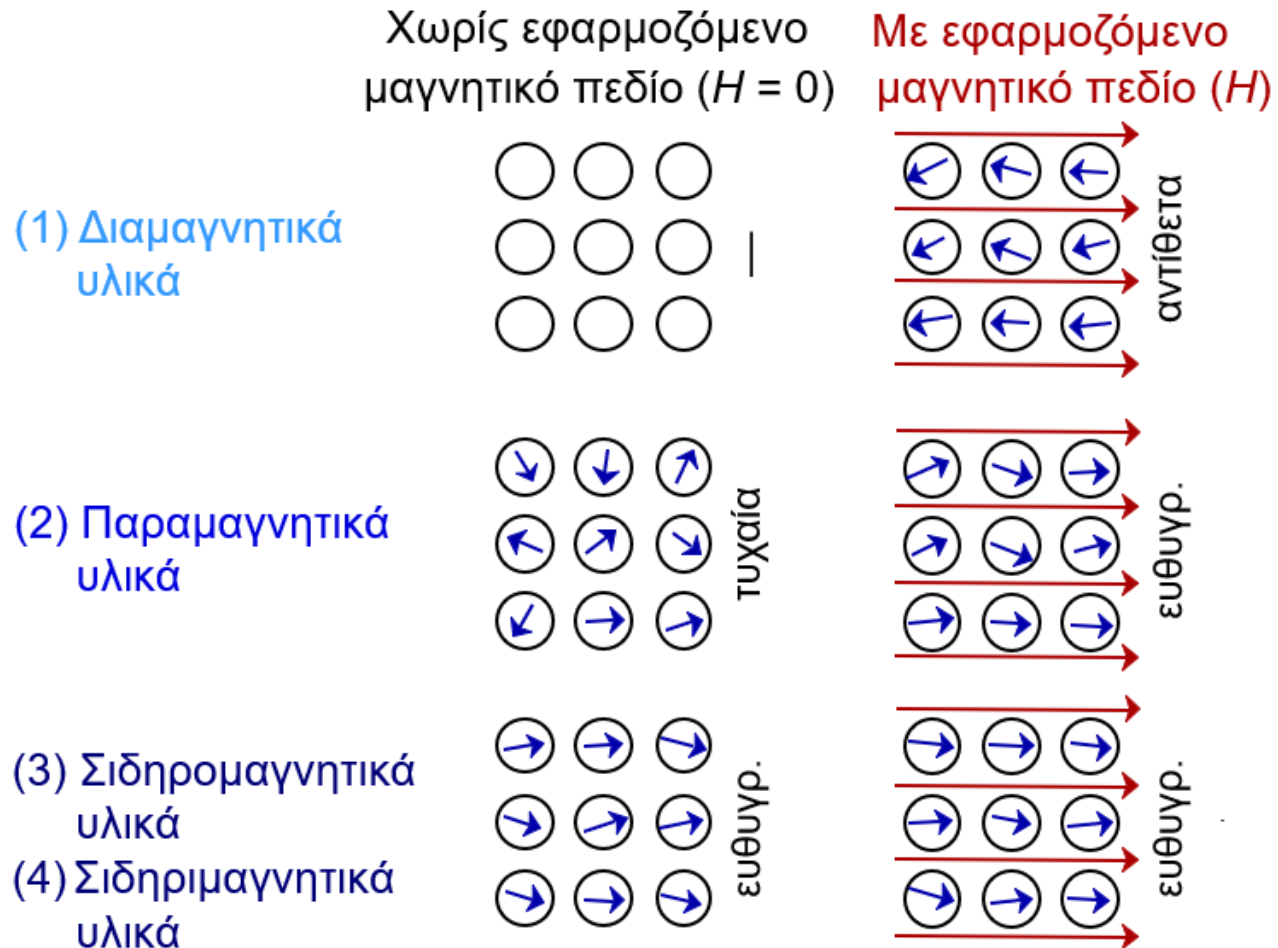 Χωρίς εφαρμοζόμενο
μαγνητικό πεδίο (H = 0)
Με εφαρμοζόμενο
μαγνητικό πεδίο (H)
(1) Διαμαγνητικά
υλικά
—
αντίθετα
(2) Παραμαγνητικά
υλικά
τυχαία
ευθυγρ.
(3) Σιδηρομαγνητικά
υλικά
(4) Σιδηριμαγνητικά
υλικά
ευθυγρ.
ευθυγρ.